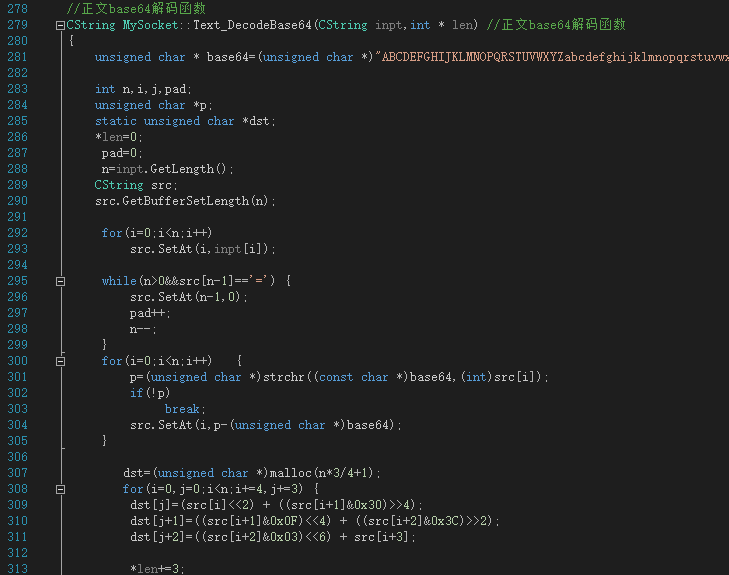 278 //正文base64解码函数
279 CString MySocket::Text_DecodeBase64(CString inpt,int * len) //正文base64解码函数
280 {
281 unsigned char * base64=(unsigned char *)"ABCDEFGHIJKLMNOPQRSTUVWXYZabcdefghijklmnopqrstuvwx
282
283 int n,i,j,pad;
284 unsigned char *p;
285 static unsigned char *dst;
286 *len=0;
287 pad=0;
288 n=inpt.GetLength();
289 CString src;
290 src.GetBufferSetLength(n);
291
292 for(i=0;i<n;i++)
293 src.SetAt(i,inpt[i]);
294
295 while(n>0&&src[n-1]=='=') {
296 src.SetAt(n-1,0);
297 pad++;
298 n--;
299 }
300 for(i=0;i<n;i++) {
301 p=(unsigned char *)strchr((const char *)base64,(int)src[i]);
302 if(!p)
303 break;
304 src.SetAt(i,p-(unsigned char *)base64);
305 }
306
307 dst=(unsigned char *)malloc(n*3/4+1);
308 for(i=0,j=0;i<n;i+=4,j+=3) {
309 dst[j]=(src[i]<<2) + ((src[i+1]&0x30)>>4);
310 dst[j+1]=((src[i+1]&0x0F)<<4) + ((src[i+2]&0x3C)>>2);
311 dst[j+2]=((src[i+2]&0x03)<<6) + src[i+3];
312
313 *len+=3;